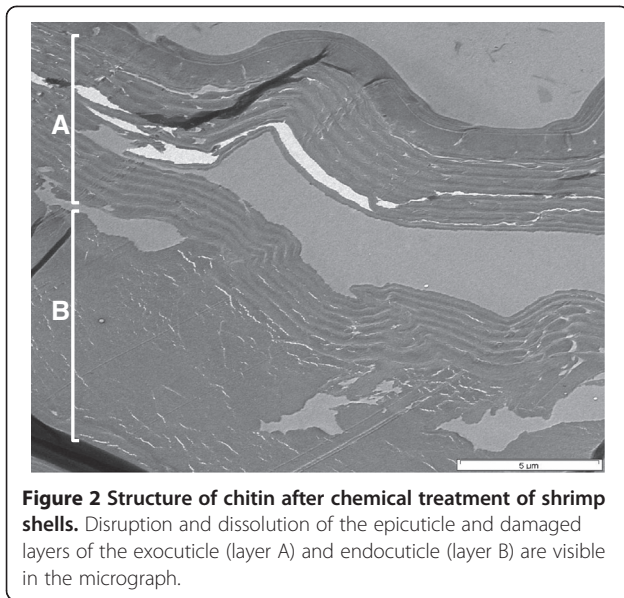 A
B
5 µm
Figure 2 Structure of chitin after chemical treatment of shrimp
shells. Disruption and dissolution of the epicuticle and damaged
layers of the exocuticle (layer A) and endocuticle (layer B) are visible
in the micrograph.